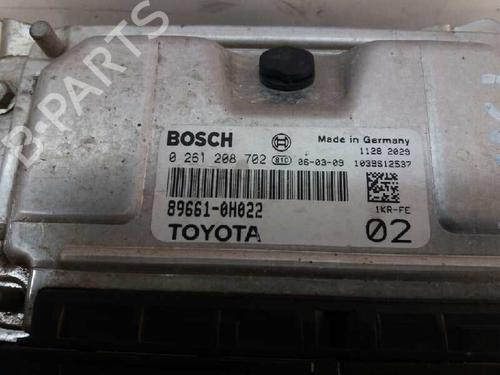 B-PARTS
BOSCH
Made in Germany
0 261 208 702 STC 06-03-09
1128 2029
1039S12537
89661-0H022
1KR-FE
TOYOTA
02